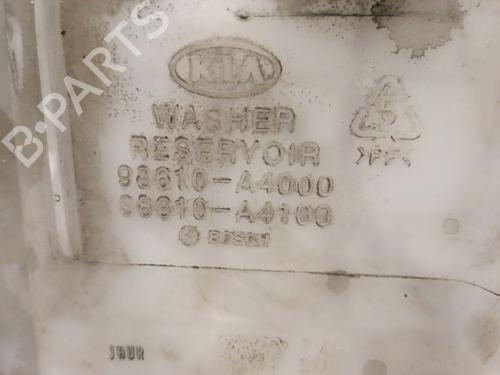 B-PARTS
KIA
WASHER
RESERVOIR
98610-A4000
98610-A4100
BOSCH
5
>PP<